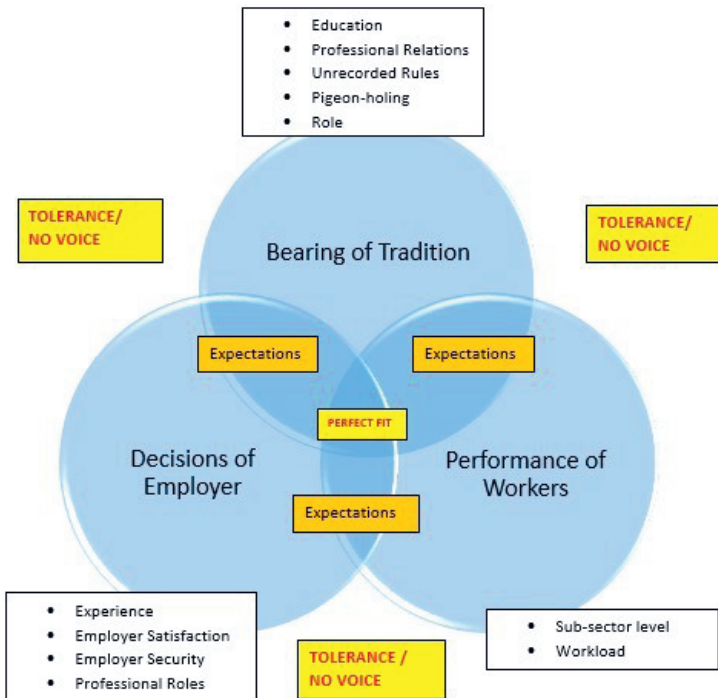 Education
Professional Relations
Unrecorded Rules
Pigeon-holing
Role
TOLERANCE/
NO VOICE
TOLERANCE/
NO VOICE
Bearing of Tradition
Expectations
Expectations
PERFECT FIT
Decisions of
Employer
Performance of
Workers
Expectations
Experience
Employer Satisfaction
Employer Security
Professional Roles
TOLERANCE /
NO VOICE
Sub-sector level
Workload